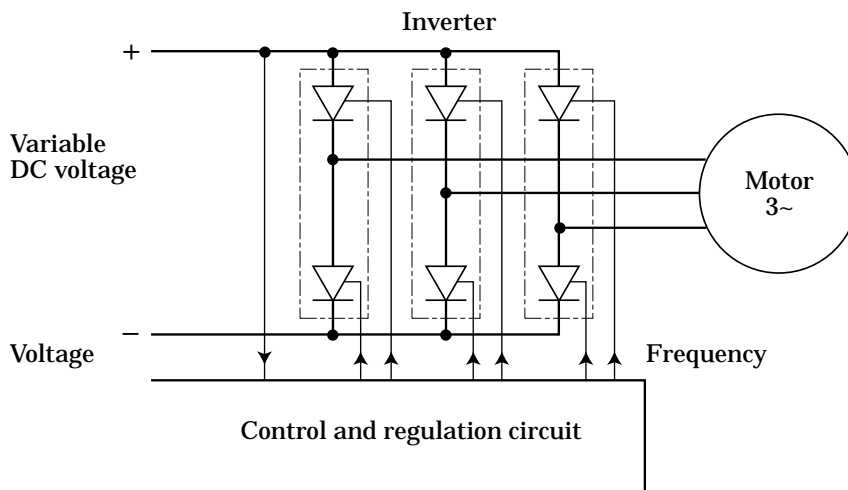 Inverter
+
Variable
DC voltage
Motor
3~
−
Voltage
Frequency
Control and regulation circuit